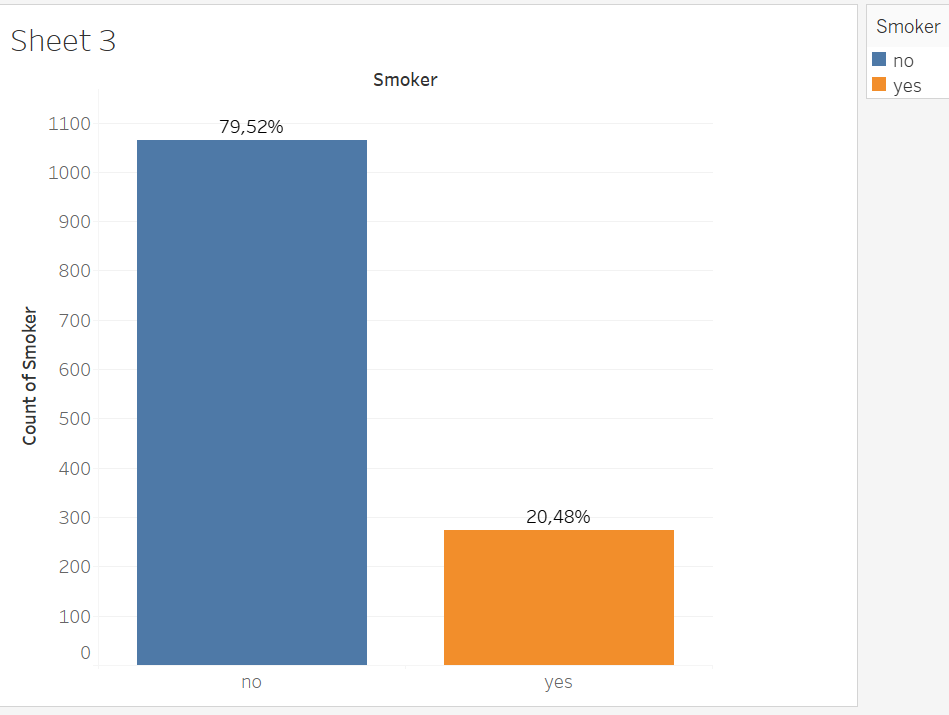 Sheet 3
Smoker
79,52%
20,48%
1100
1000
900
800
700
600
500
400
300
200
100
0
Count of Smoker
no
yes
Smoker
no
yes